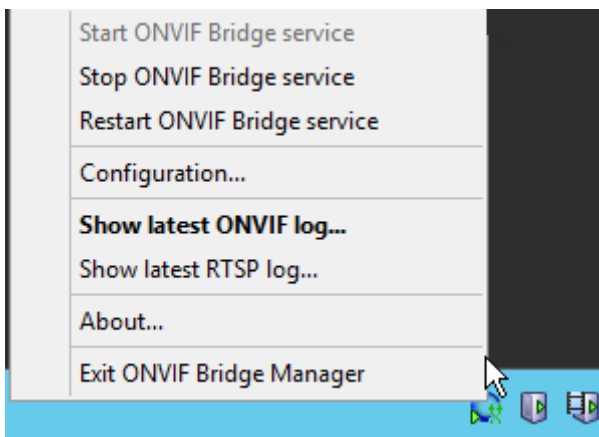 Start ONVIF Bridge service
Stop ONVIF Bridge service
Restart ONVIF Bridge service
Configuration...
Show latest ONVIF log...
Show latest RTSP log...
About...
Exit ONVIF Bridge Manager